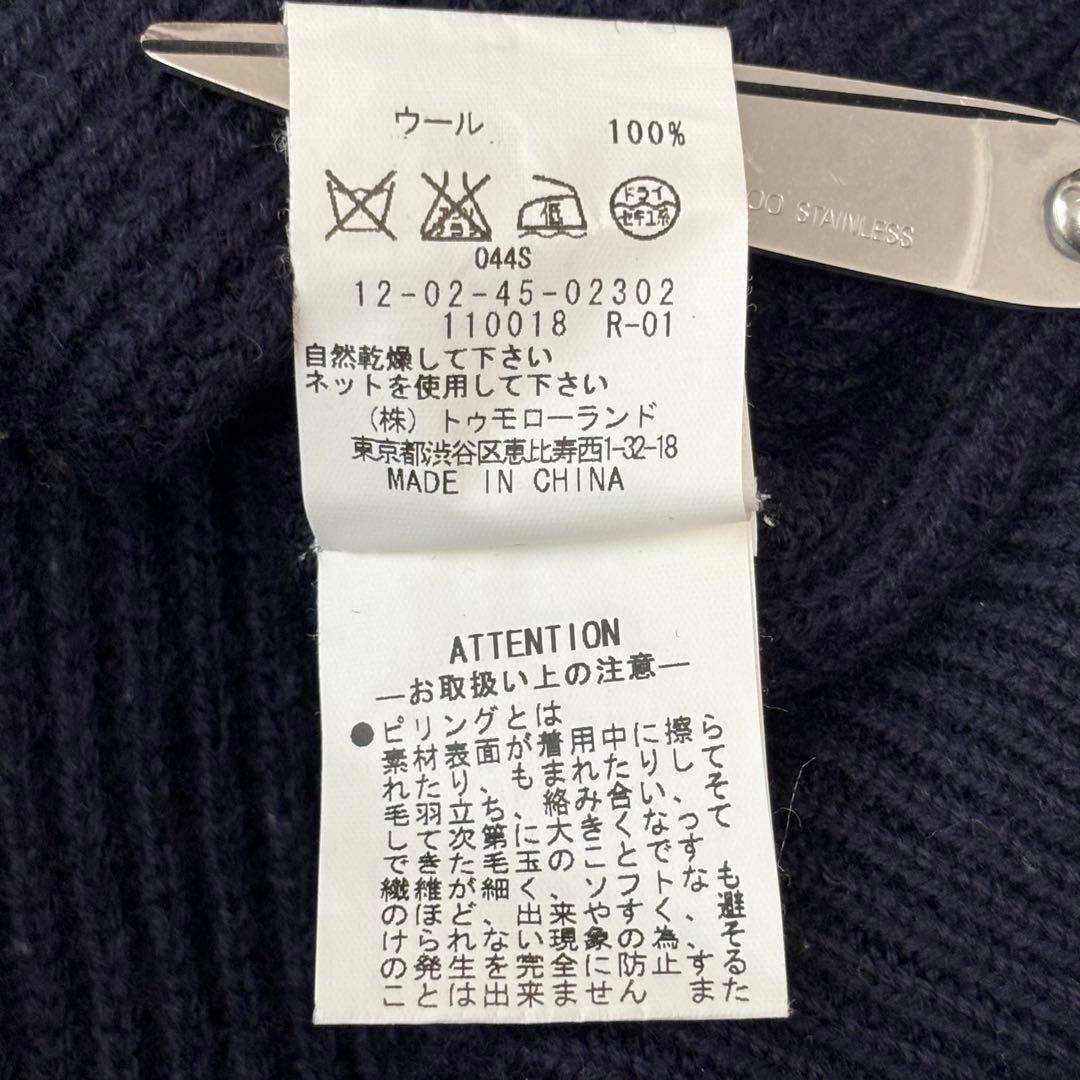 ウール 100%
低
ドライ
セキユ系
044S
12-02-45-02302
110018 R-01
自然乾燥して下さい
ネットを使用して下さい
(株) トゥモローランド
東京都渋谷区恵比寿西1-32-18
MADE IN CHINA
00 STAINLESS
ATTENTION
―お取扱い上の注意―
●ピリングとは
素材表面が着用中に擦ら
れたり、もまれたりして
毛羽立ち、絡み合い、そ
して次第に大きくなって
できた毛玉のことです
繊維が細く、ソフトなも
のほど、出来やすく、避
けられない現象の為、そ
の発生を完全に防止する
ことは出来ません また